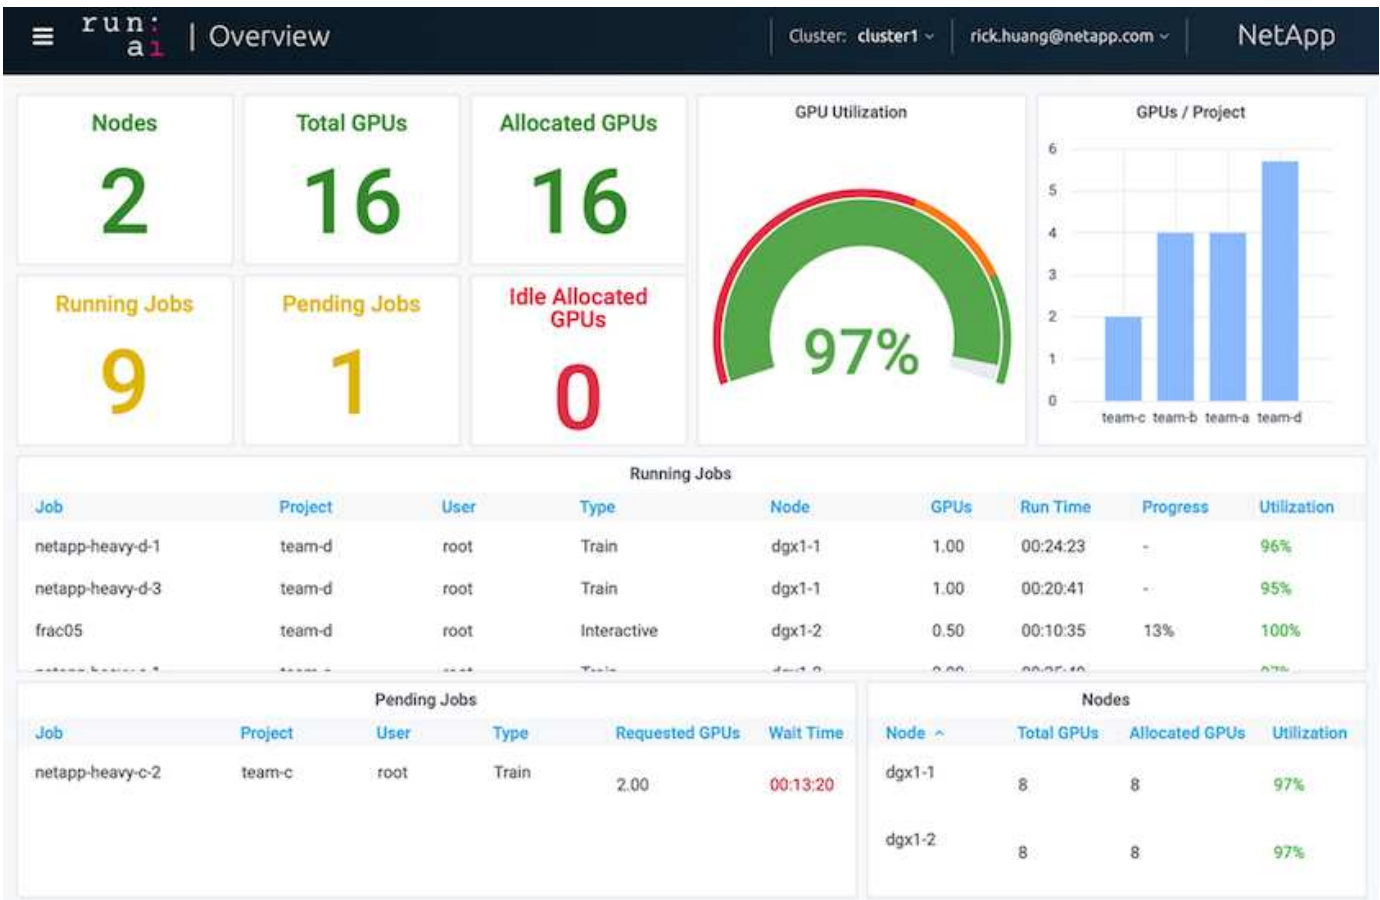 run:
ai | Overview
Cluster: cluster1
rick.huang@netapp.com
NetApp
Nodes
2
Total GPUs
16
Allocated GPUs
16
Running Jobs
9
Pending Jobs
1
Idle Allocated
GPUs
0
GPU Utilization
97%
GPUs / Project
6
5
4
3
2
1
0
team-c team-b team-a team-d
Running Jobs
Job Project User Type Node GPUs Run Time Progress Utilization
netapp-heavy-d-1 team-d root Train dgx1-1 1.00 00:24:23 - 96%
netapp-heavy-d-3 team-d root Train dgx1-1 1.00 00:20:41 - 95%
frac05 team-d root Interactive dgx1-2 0.50 00:10:35 13% 100%
Pending Jobs
Job Project User Type Requested GPUs Wait Time
netapp-heavy-c-2 team-c root Train 2.00 00:13:20
Nodes
Node Total GPUs Allocated GPUs Utilization
dgx1-1 8 8 97%
dgx1-2 8 8 97%